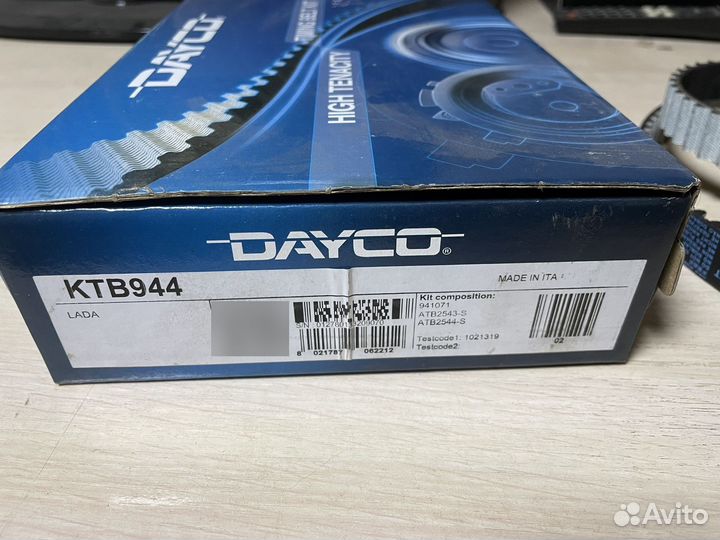 DAYCO
HIGH TENACITY
DAYCO®
KTB944
MADE IN ITA
LADA
Kit composition:
941071
ATB2543-S
ATB2544-S
Testcode1: 1021319
Testcode2:
8 021787 062212
02
Avito